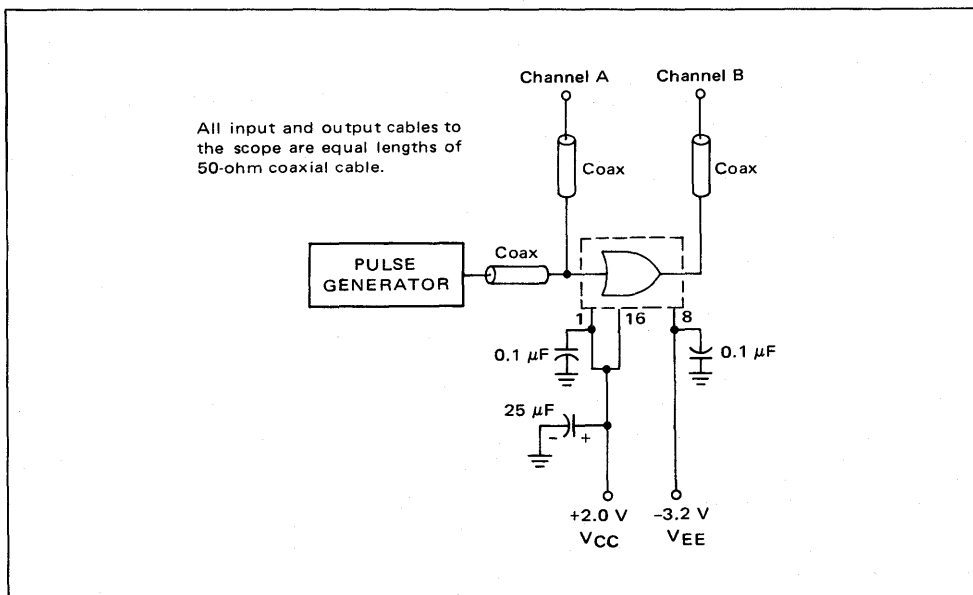 Channel A
Channel B
All input and output cables to
the scope are equal lengths of
50-ohm coaxial cable.
Coax
Coax
Coax
PULSE
GENERATOR
1
16
8
0.1 µF
0.1 µF
25 µF
- +
+2.0 V
VCC
-3.2 V
VEE